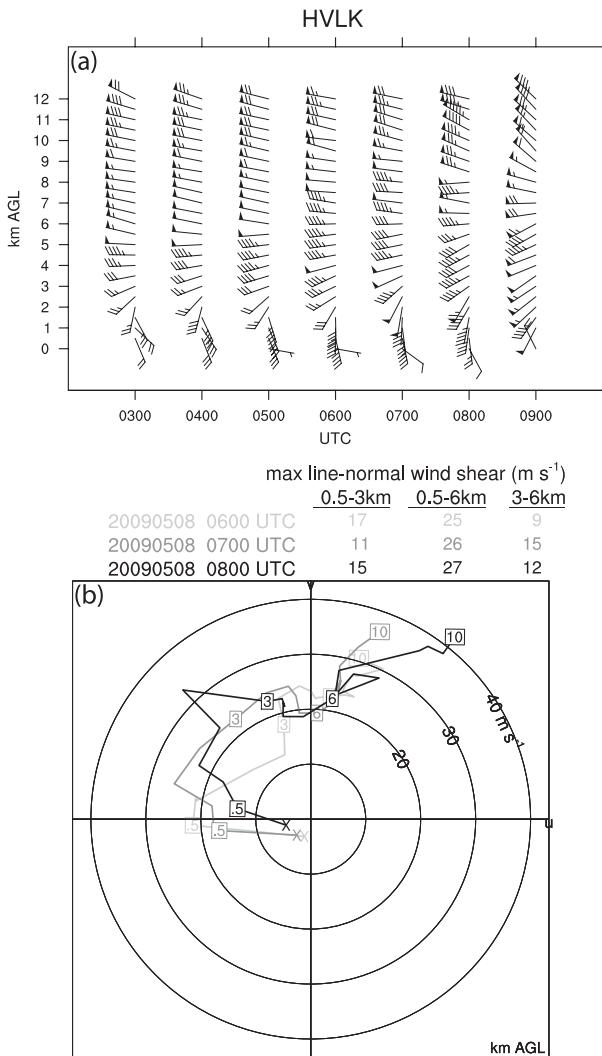 HVLK
(a)
12
11
10
9
8
7
6
5
4
3
2
1
0
km AGL
0300 0400 0500 0600 0700 0800 0900
UTC
max line-normal wind shear (m s⁻¹)
0.5-3km 0.5-6km 3-6km
20090508 0600 UTC 17 25 9
20090508 0700 UTC 11 26 15
20090508 0800 UTC 15 27 12
(b)
v
10
10
10
40 m s⁻¹
30
20
3
3
3
6
6
.5
.5
.5
u
km AGL